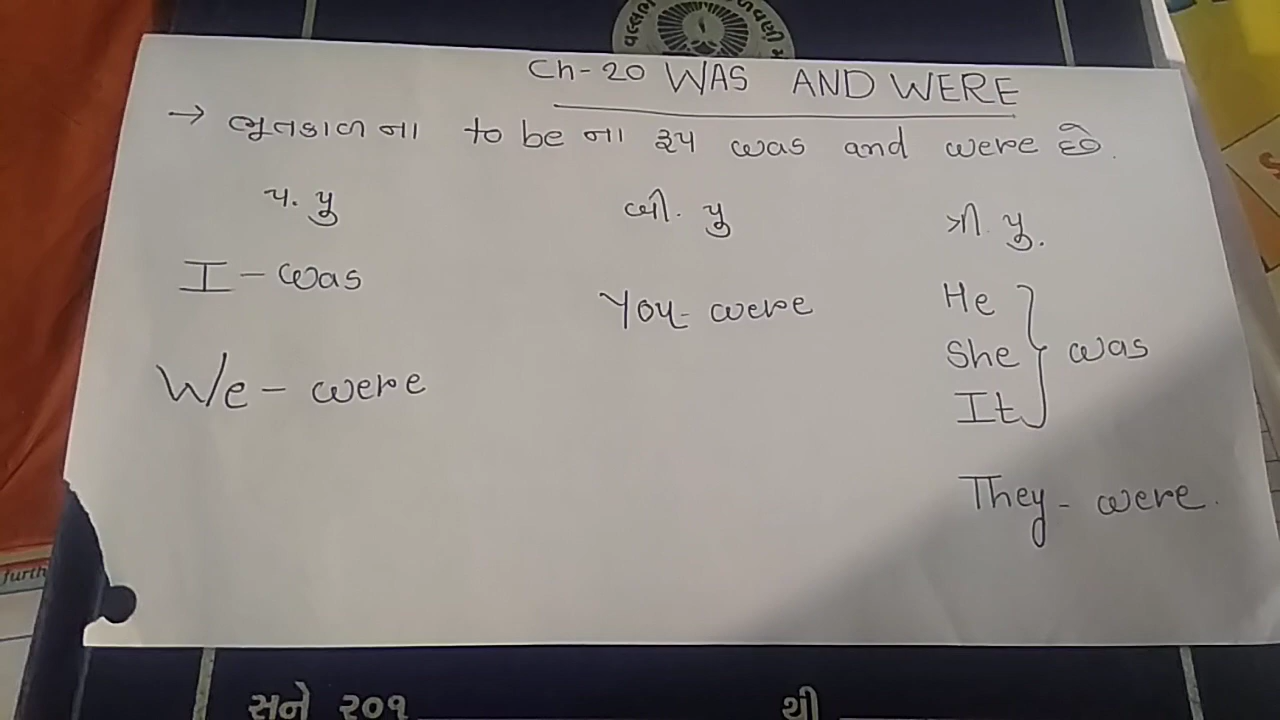 Ch-20 WAS AND WERE
→ ભૂતકાળ ના to be ના રૂપ was and were છે.
પ. પુ બી. પુ ત્રી. પુ.
I - was
You - were
He
She } was
It
We - were
They - were.
furth
સને ૨૦૧ થી